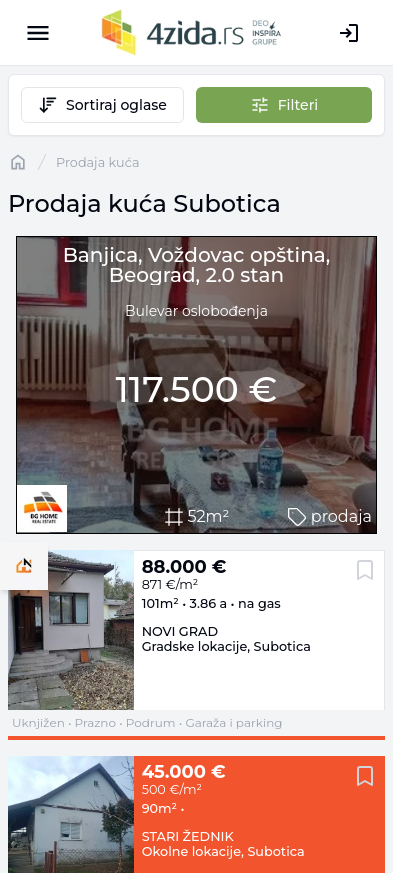 4zida.rs
DEO
INSPIRA
GRUPE
Sortiraj oglase
Filteri
/ Prodaja kuća
Prodaja kuća Subotica
Banjica, Voždovac opština,
Beograd, 2.0 stan
Bulevar oslobođenja
117.500 €
BG HOME
BG HOME
REAL ESTATE
52m²
prodaja
88.000 €
871 €/m²
101m² • 3.86 a • na gas
NOVI GRAD
Gradske lokacije, Subotica
Uknjižen • Prazno • Podrum • Garaža i parking
45.000 €
500 €/m²
90m² •
STARI ŽEDNIK
Okolne lokacije, Subotica